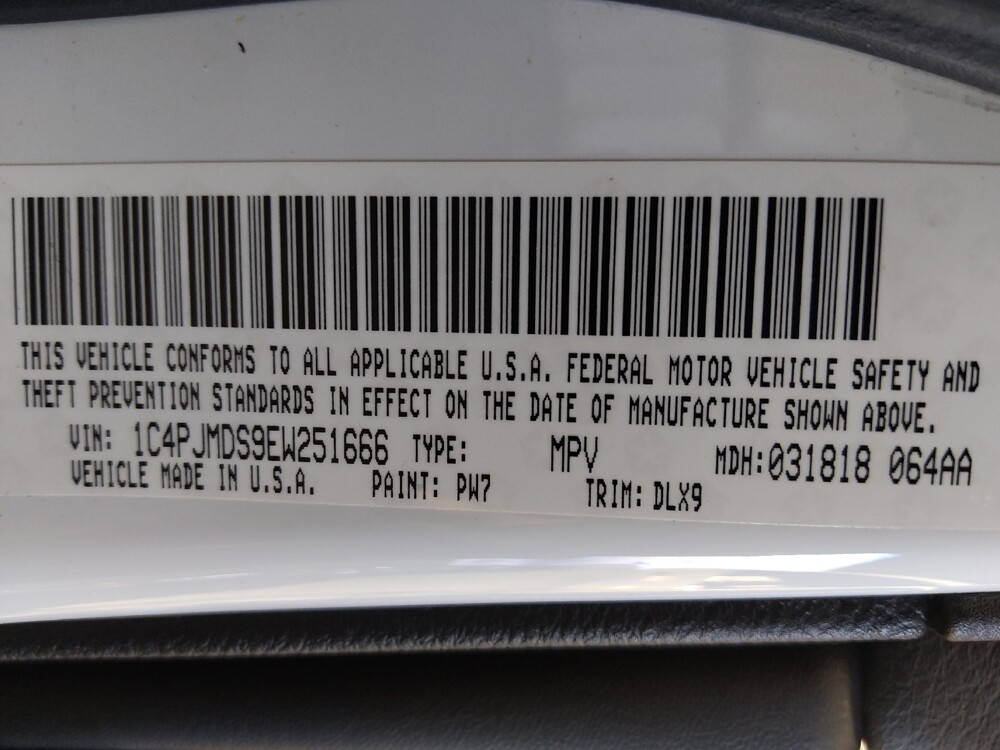 THIS VEHICLE CONFORMS TO ALL APPLICABLE U.S.A. FEDERAL MOTOR VEHICLE SAFETY AND
THEFT PREVENTION STANDARDS IN EFFECT ON THE DATE OF MANUFACTURE SHOWN ABOVE.
VIN: 1C4PJMDS9EW251666 TYPE: MPV MDH:031818 064AA
VEHICLE MADE IN U.S.A. PAINT: PW7 TRIM: DLX9